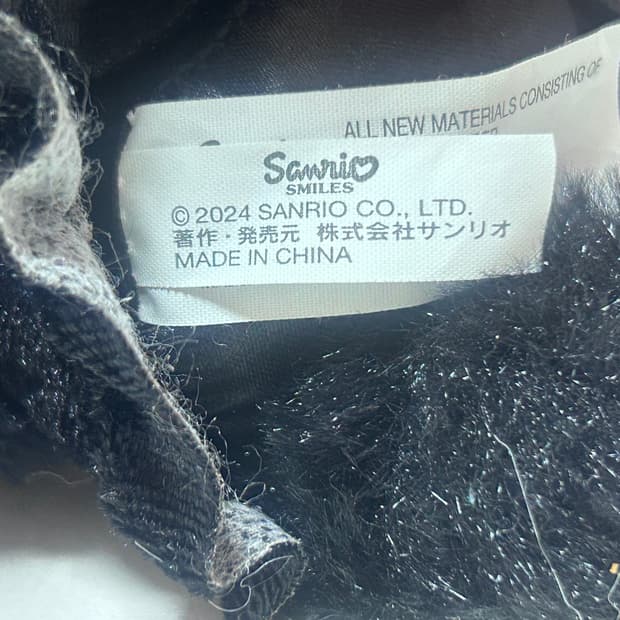 ALL NEW MATERIALS CONSISTING OF
Sanrio
SMILES
© 2024 SANRIO CO., LTD.
著作・発売元 株式会社サンリオ
MADE IN CHINA